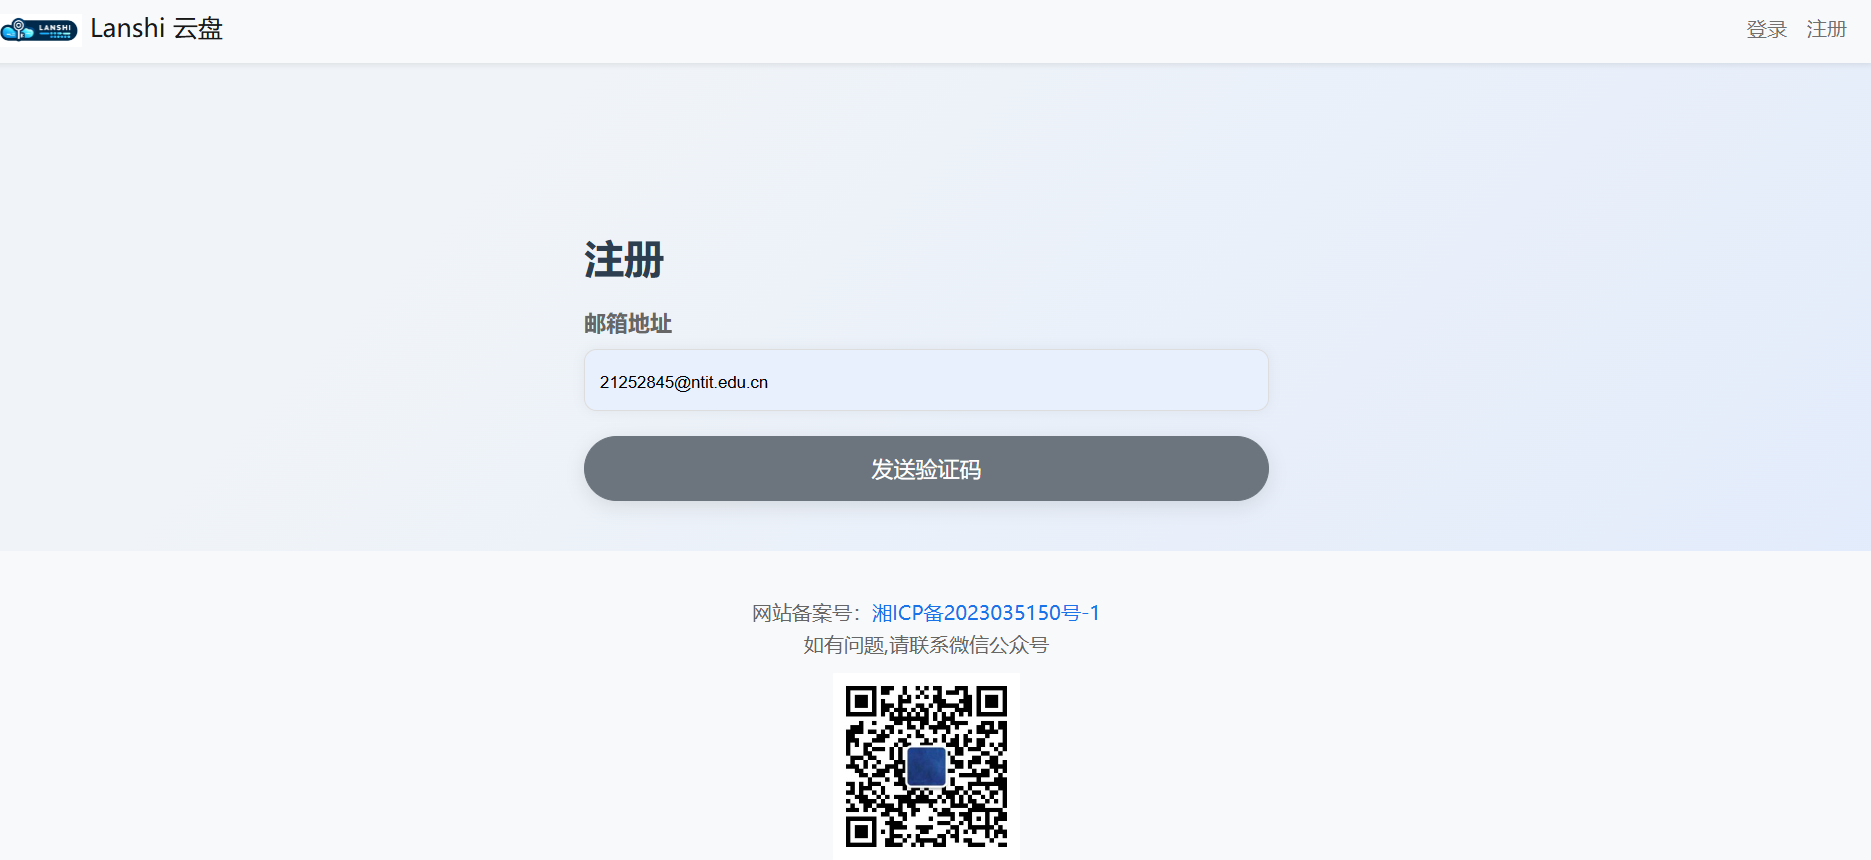 LANSHI
Lanshi 云盘
登录 注册
注册
邮箱地址
21252845@ntit.edu.cn
发送验证码
网站备案号：湘ICP备2023035150号-1
如有问题,请联系微信公众号